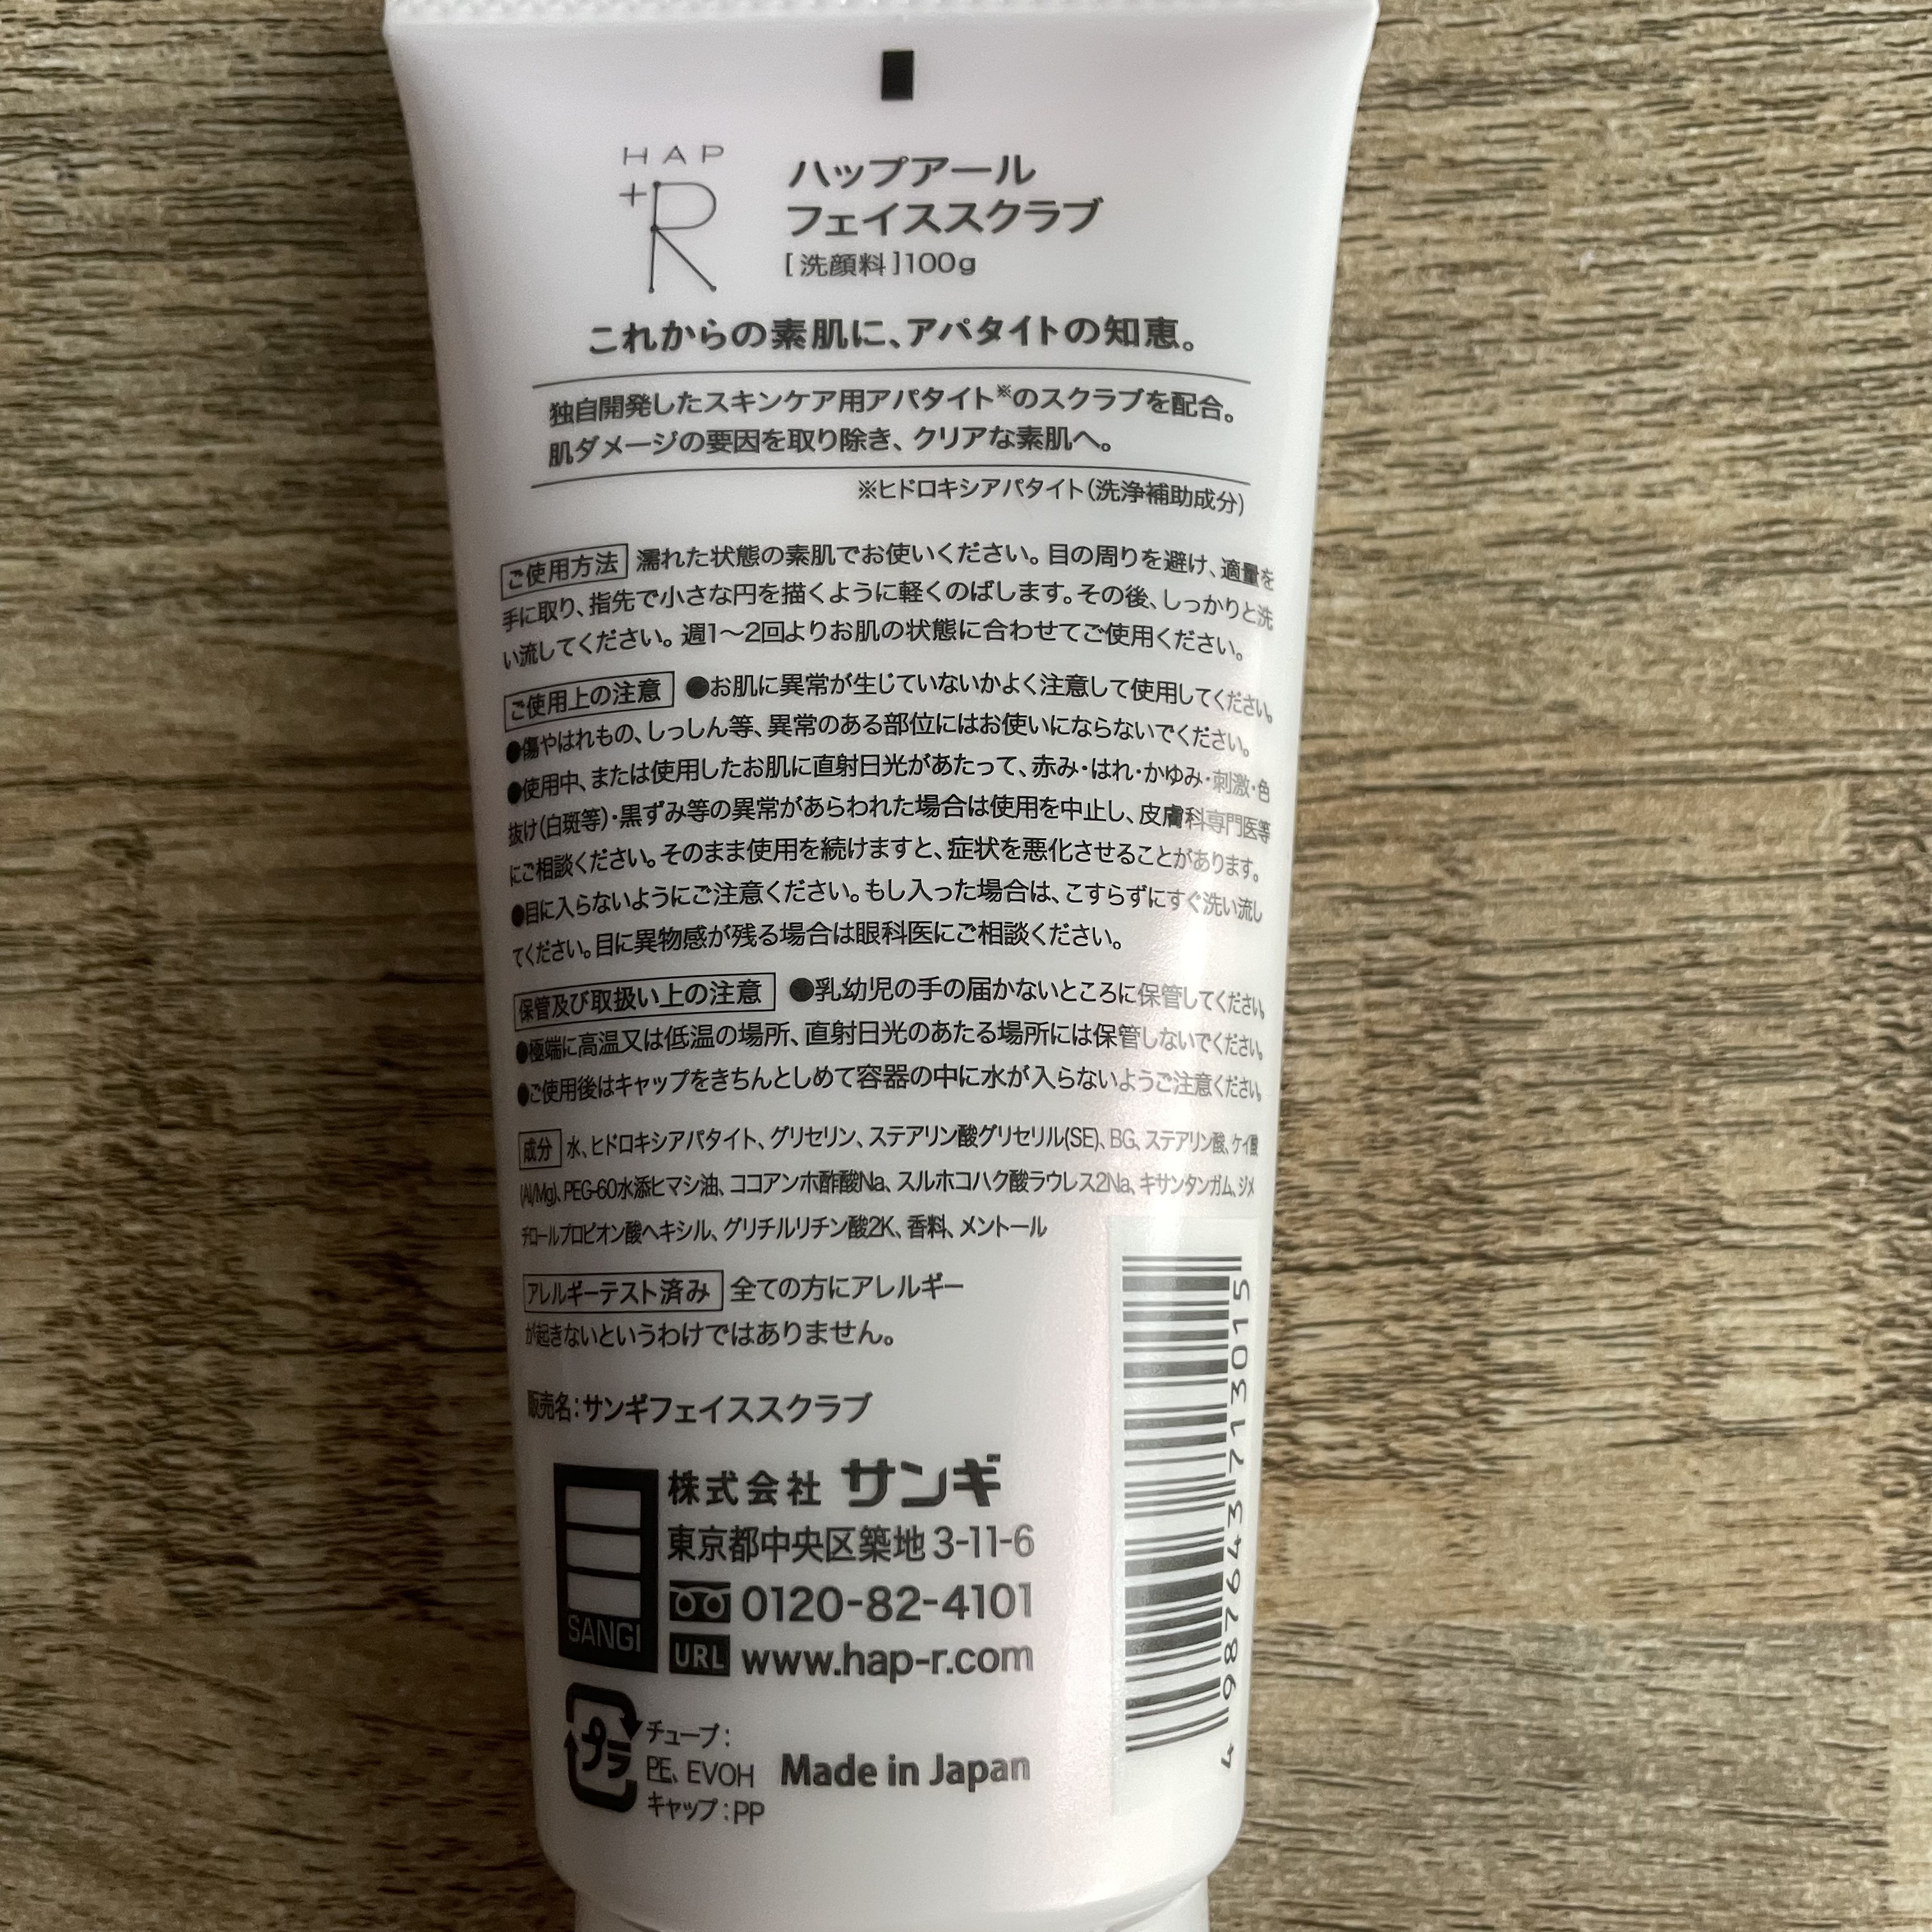 HAP
+R
ハップアール
フェイススクラブ
[洗顔料]100g
これからの素肌に、アパタイトの知恵。
独自開発したスキンケア用アパタイト※のスクラブを配合。
肌ダメージの要因を取り除き、クリアな素肌へ。
※ヒドロキシアパタイト(洗浄補助成分)
ご使用方法 濡れた状態の素肌でお使いください。目の周りを避け、適量を
手に取り、指先で小さな円を描くように軽くのばします。その後、しっかりと洗
い流してください。週1〜2回よりお肌の状態に合わせてご使用ください。
ご使用上の注意 ●お肌に異常が生じていないかよく注意して使用してください。
●傷やはれもの、しっしん等、異常のある部位にはお使いにならないでください。
●使用中、または使用したお肌に直射日光があたって、赤み・はれ・かゆみ・刺激・色
抜け(白斑等)・黒ずみ等の異常があらわれた場合は使用を中止し、皮膚科専門医等
にご相談ください。そのまま使用を続けますと、症状を悪化させることがあります。
●目に入らないようにご注意ください。もし入った場合は、こすらずにすぐ洗い流し
てください。目に異物感が残る場合は眼科医にご相談ください。
保管及び取扱い上の注意 ●乳幼児の手の届かないところに保管してください。
●極端に高温又は低温の場所、直射日光のあたる場所には保管しないでください。
●ご使用後はキャップをきちんとしめて容器の中に水が入らないようご注意ください。
成分 水、ヒドロキシアパタイト、グリセリン、ステアリン酸グリセリル(SE)、BG、ステアリン酸、ケイ酸
(Al/Mg)、PEG-60水添ヒマシ油、ココアンホ酢酸Na、スルホコハク酸ラウレス2Na、キサンタンガム、ジメ
チロールプロピオン酸ヘキシル、グリチルリチン酸2K、香料、メントール
アレルギーテスト済み 全ての方にアレルギー
が起きないというわけではありません。
販売名：サンギフェイススクラブ
SANGI
株式会社 サンギ
東京都中央区築地 3-11-6
0120-82-4101
URL www.hap-r.com
プラ
チューブ：
PE、EVOH
キャップ：PP
Made in Japan
4 987643 713015